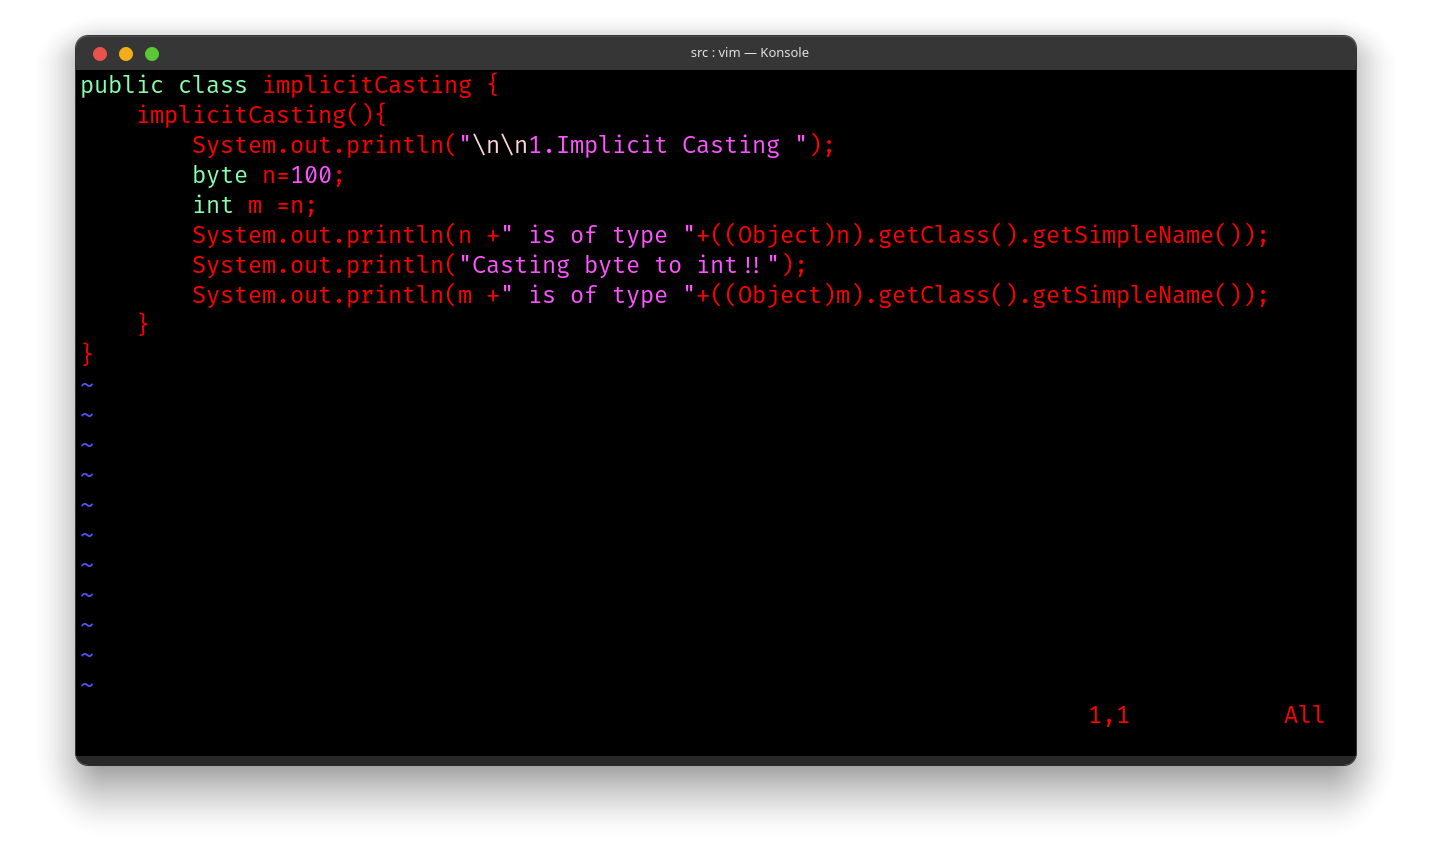 src : vim — Konsole
public class implicitCasting {
    implicitCasting(){
        System.out.println("\n\n1.Implicit Casting ");
        byte n=100;
        int m =n;
        System.out.println(n +" is of type "+((Object)n).getClass().getSimpleName());
        System.out.println("Casting byte to int!!");
        System.out.println(m +" is of type "+((Object)m).getClass().getSimpleName());
    }
}
~
~
~
~
~
~
~
~
~
~
~
1,1 All